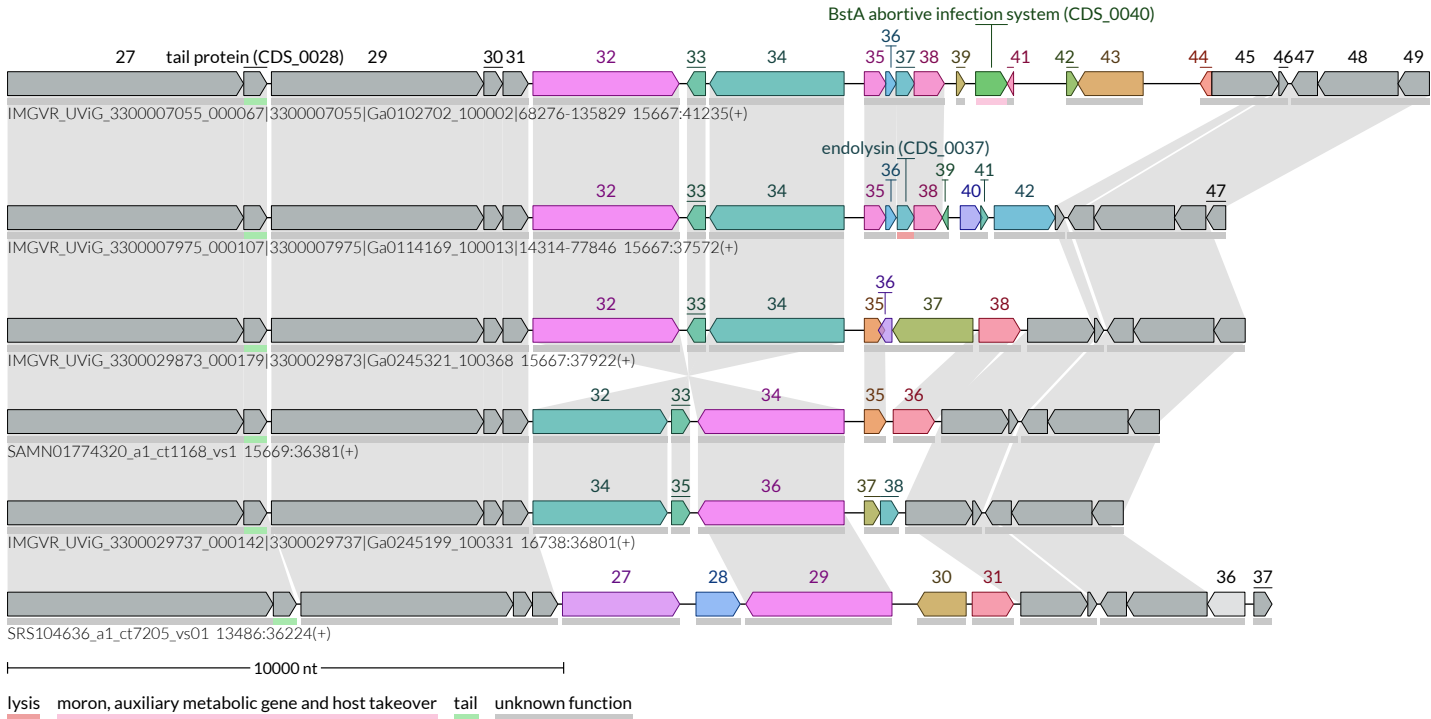 BstA abortive infection system (CDS_0040)
36
27 tail protein (CDS_0028) 29 30 31 32 33 34 35 37 38 39 41 42 43 44 45 46 47 48 49
IMGVR_UViG_3300007055_000067|3300007055|Ga0102702_100002|68276-135829 15667:41235(+)
endolysin (CDS_0037)
36 39 41
32 33 34 35 38 40 42 47
IMGVR_UViG_3300007975_000107|3300007975|Ga0114169_100013|14314-77846 15667:37572(+)
36
32 33 34 35 37 38
IMGVR_UViG_3300029873_000179|3300029873|Ga0245321_100368 15667:37922(+)
32 33 34 35 36
SAMN01774320_a1_ct1168_vs1 15669:36381(+)
34 35 36 37 38
IMGVR_UViG_3300029737_000142|3300029737|Ga0245199_100331 16738:36801(+)
27 28 29 30 31 36 37
SRS104636_a1_ct7205_vs01 13486:36224(+)
10000 nt
lysis moron, auxiliary metabolic gene and host takeover tail unknown function